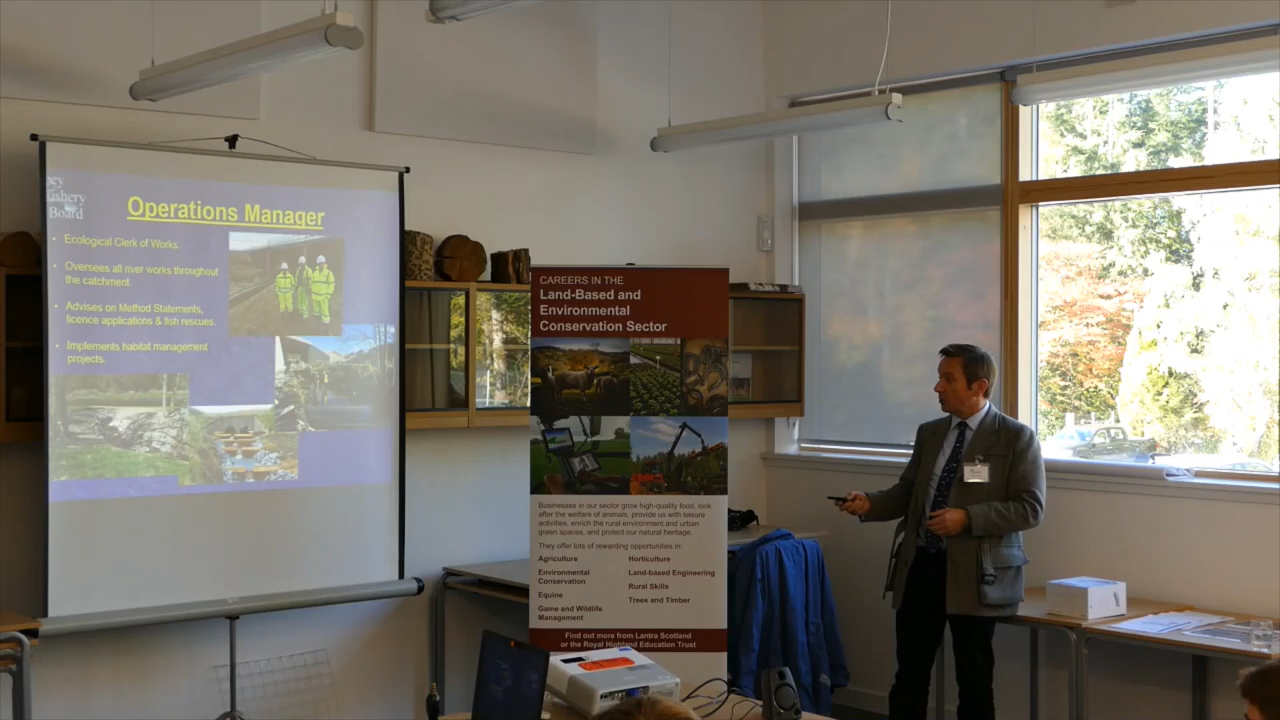 pey
ishery
Board
Operations Manager
• Ecological Clerk of Works.
• Oversees all river works throughout
the catchment.
• Advises on Method Statements,
licence applications & fish rescues.
• Implements habitat management
projects.
CAREERS IN THE
Land-Based and
Environmental
Conservation Sector
Businesses in our sector grow high-quality food, look
after the welfare of animals, provide us with leisure
activities, enrich the rural environment and urban
green spaces, and protect our natural heritage.
They offer lots of rewarding opportunities in:
Agriculture
Environmental
Conservation
Equine
Game and Wildlife
Management
Horticulture
Land-based Engineering
Rural Skills
Trees and Timber
Find out more from Lantra Scotland
or the Royal Highland Education Trust